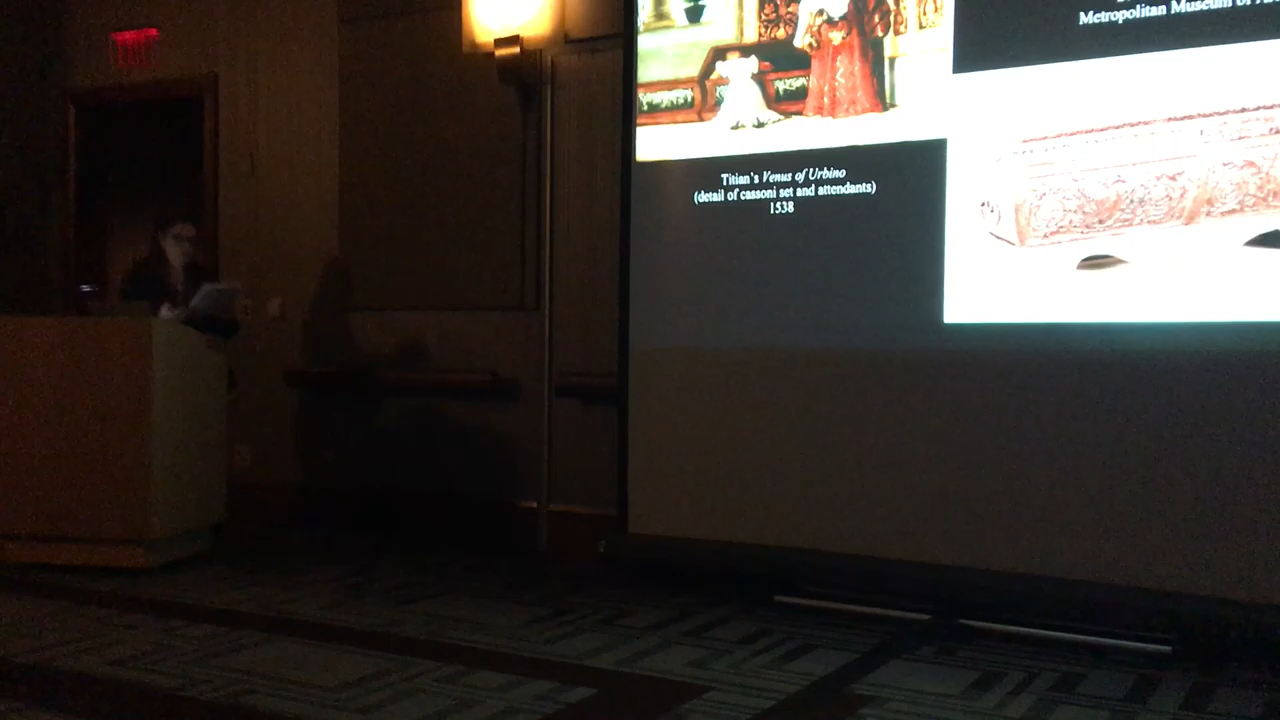 Metropolitan Museum of
Titian's Venus of Urbino
(detail of cassoni set and attendants)
1538